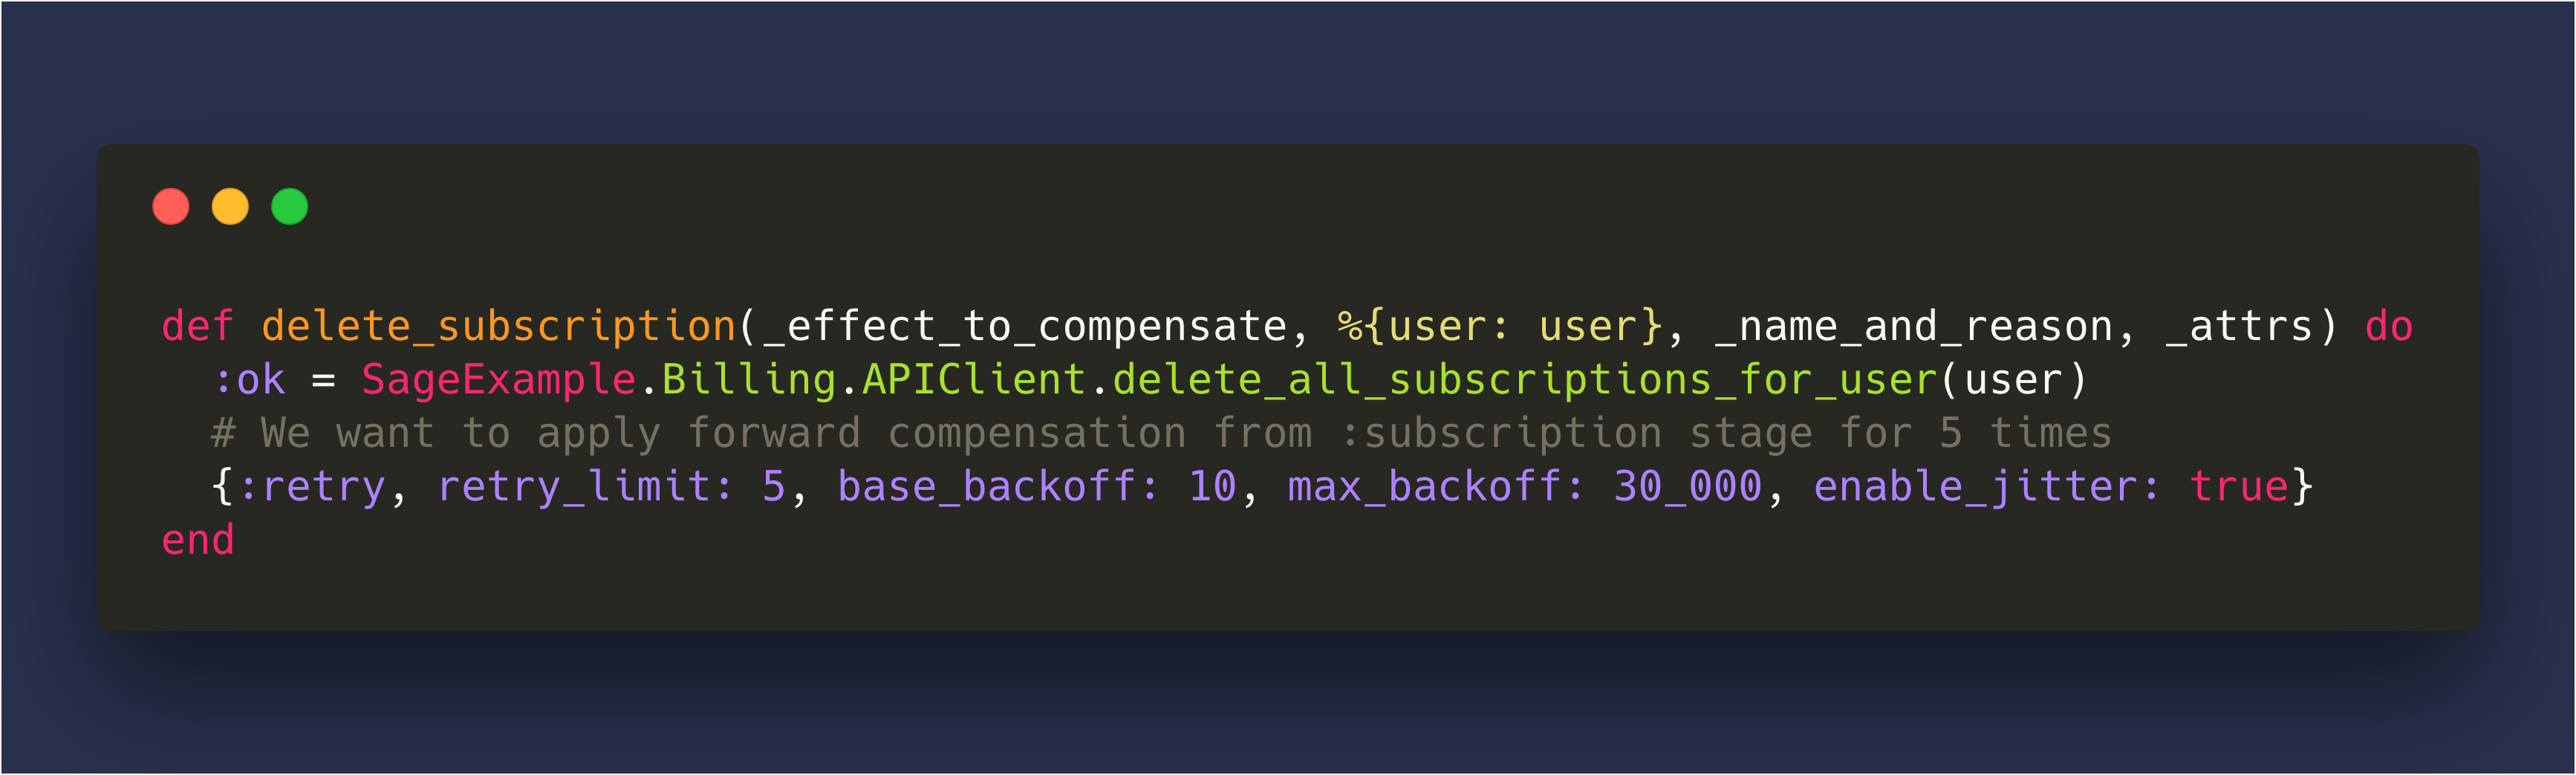 def delete_subscription(_effect_to_compensate, %{user: user}, _name_and_reason, _attrs) do
  :ok = SageExample.Billing.APIClient.delete_all_subscriptions_for_user(user)
  # We want to apply forward compensation from :subscription stage for 5 times
  {:retry, retry_limit: 5, base_backoff: 10, max_backoff: 30_000, enable_jitter: true}
end